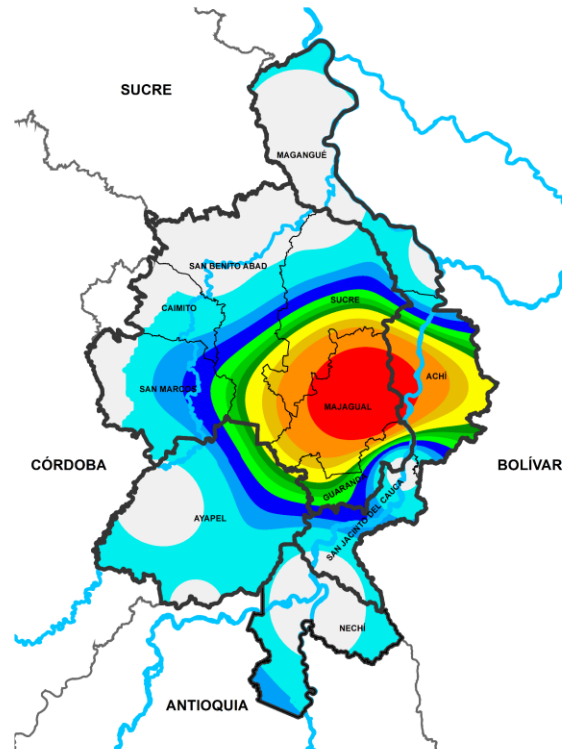 SUCRE
MAGANGUÉ
SAN BENITO ABAD
CAIMITO
SUCRE
SAN MARCOS
ACHÍ
MAJAGUAL
CÓRDOBA
BOLÍVAR
GUARANDA
SAN JACINTO DEL CAUCA
AYAPEL
NECHÍ
ANTIOQUIA